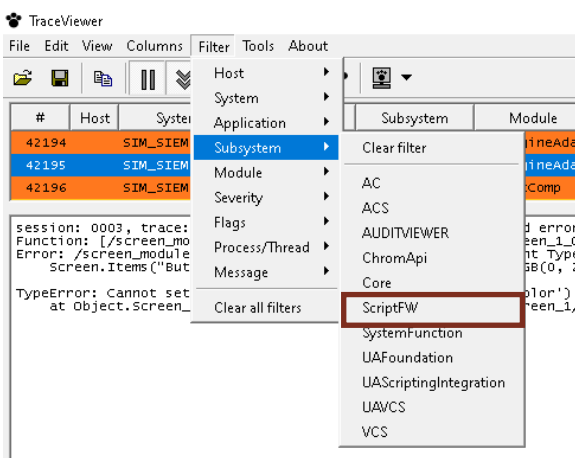 TraceViewer
File Edit View Columns Filter Tools About
# Host Subsystem Module
42194 SIM_SIEM
42195 SIM_SIEM
42196 SIM_SIEM
Host
System
Application
Subsystem
Module
Severity
Flags
Process/Thread
Message
Clear all filters
Clear filter
AC
ACS
AUDITVIEWER
ChromApi
Core
ScriptFW
SystemFunction
UAFoundation
UAScriptingIntegration
UAVCS
VCS
session: 0003, trace:
Function: [/screen_mo
Error: /screen_module
Screen.Items("But
TypeError: Cannot set
at Object.Screen_